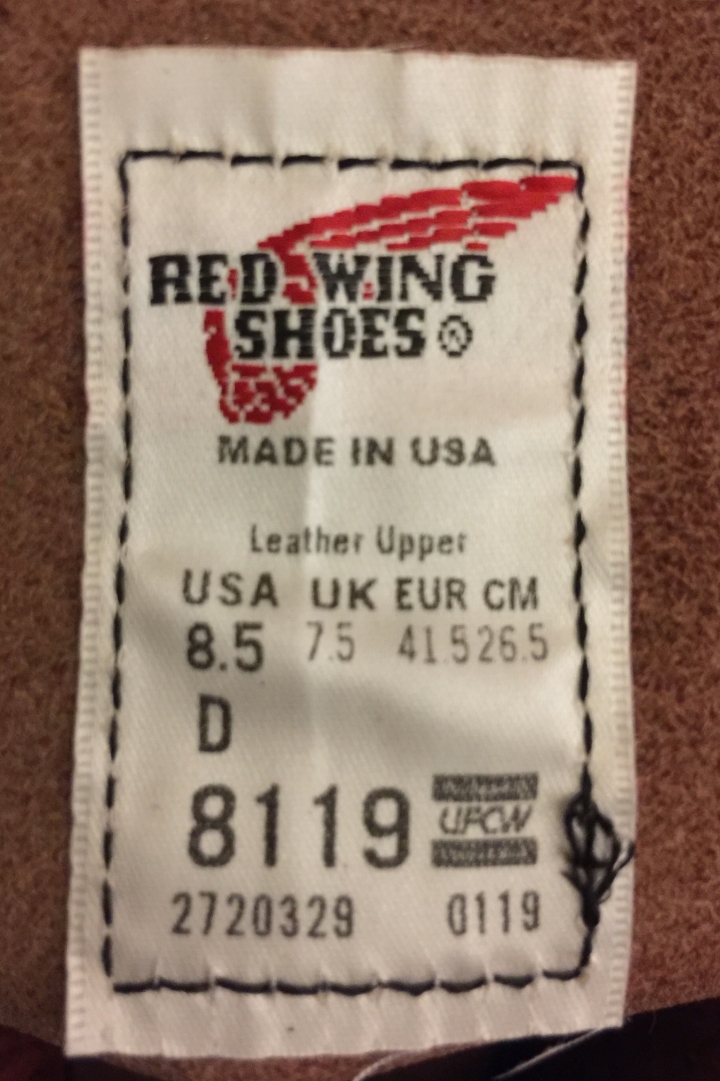 RED WING
SHOES ®
MADE IN USA
Leather Upper
USA UK EUR CM
8.5 7.5 41.5 26.5
D
8119 UFCW
2720329 0119